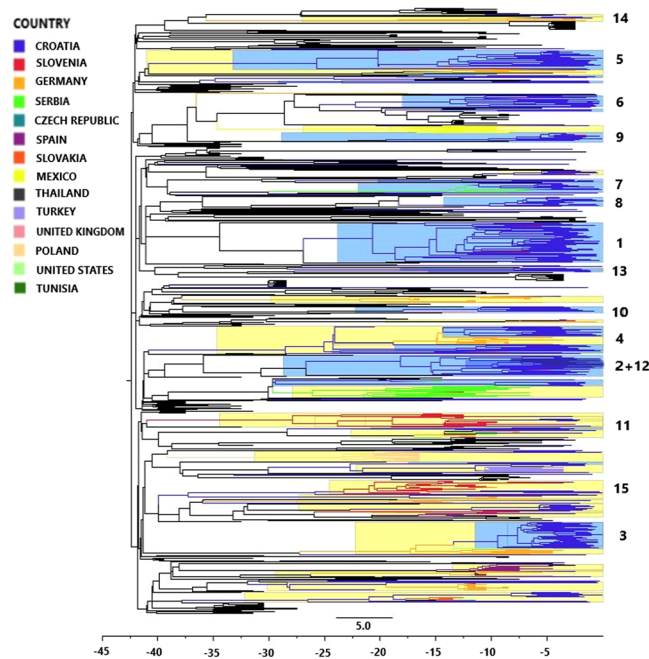 COUNTRY
CROATIA
SLOVENIA
GERMANY
SERBIA
CZECH REPUBLIC
SPAIN
SLOVAKIA
MEXICO
THAILAND
TURKEY
UNITED KINGDOM
POLAND
UNITED STATES
TUNISIA
14
5
6
9
7
8
1
13
10
4
2+12
11
15
3
5.0
-45 -40 -35 -30 -25 -20 -15 -10 -5